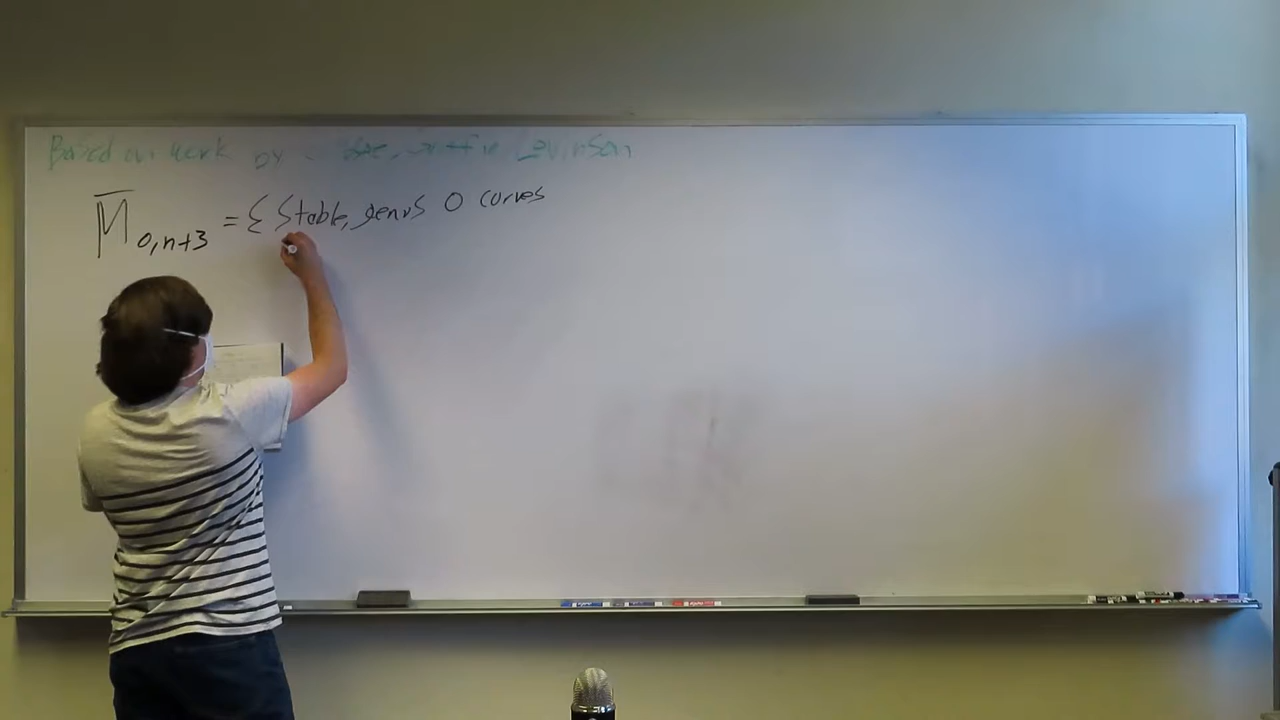 Based on work by Levinson
M̅₀,ₙ₊₃ = { Stable, genus 0 curves